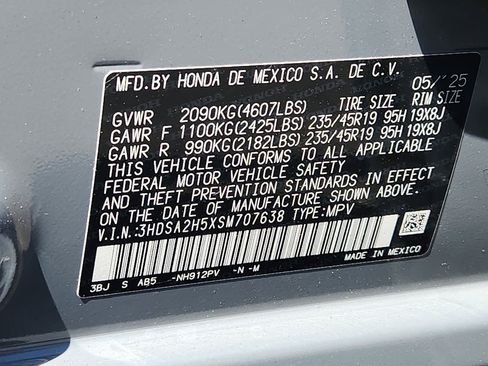 MFD.BY HONDA DE MEXICO S.A. DE C.V. 05/'25
GVWR 2090KG(4607LBS) TIRE SIZE RIM SIZE
GAWR F 1100KG(2425LBS) 235/45R19 95H 19X8J
GAWR R 990KG(2182LBS) 235/45R19 95H 19X8J
THIS VEHICLE CONFORMS TO ALL APPLICABLE
FEDERAL MOTOR VEHICLE SAFETY, BUMPER,
AND THEFT PREVENTION STANDARDS IN EFFECT ON
THE DATE OF MANUFACTURE SHOWN ABOVE.
V.I.N.:3HDSA2H5XSM707638 TYPE:MPV
3BJ S AB5 -NH912PV -N -M
MADE IN MEXICO